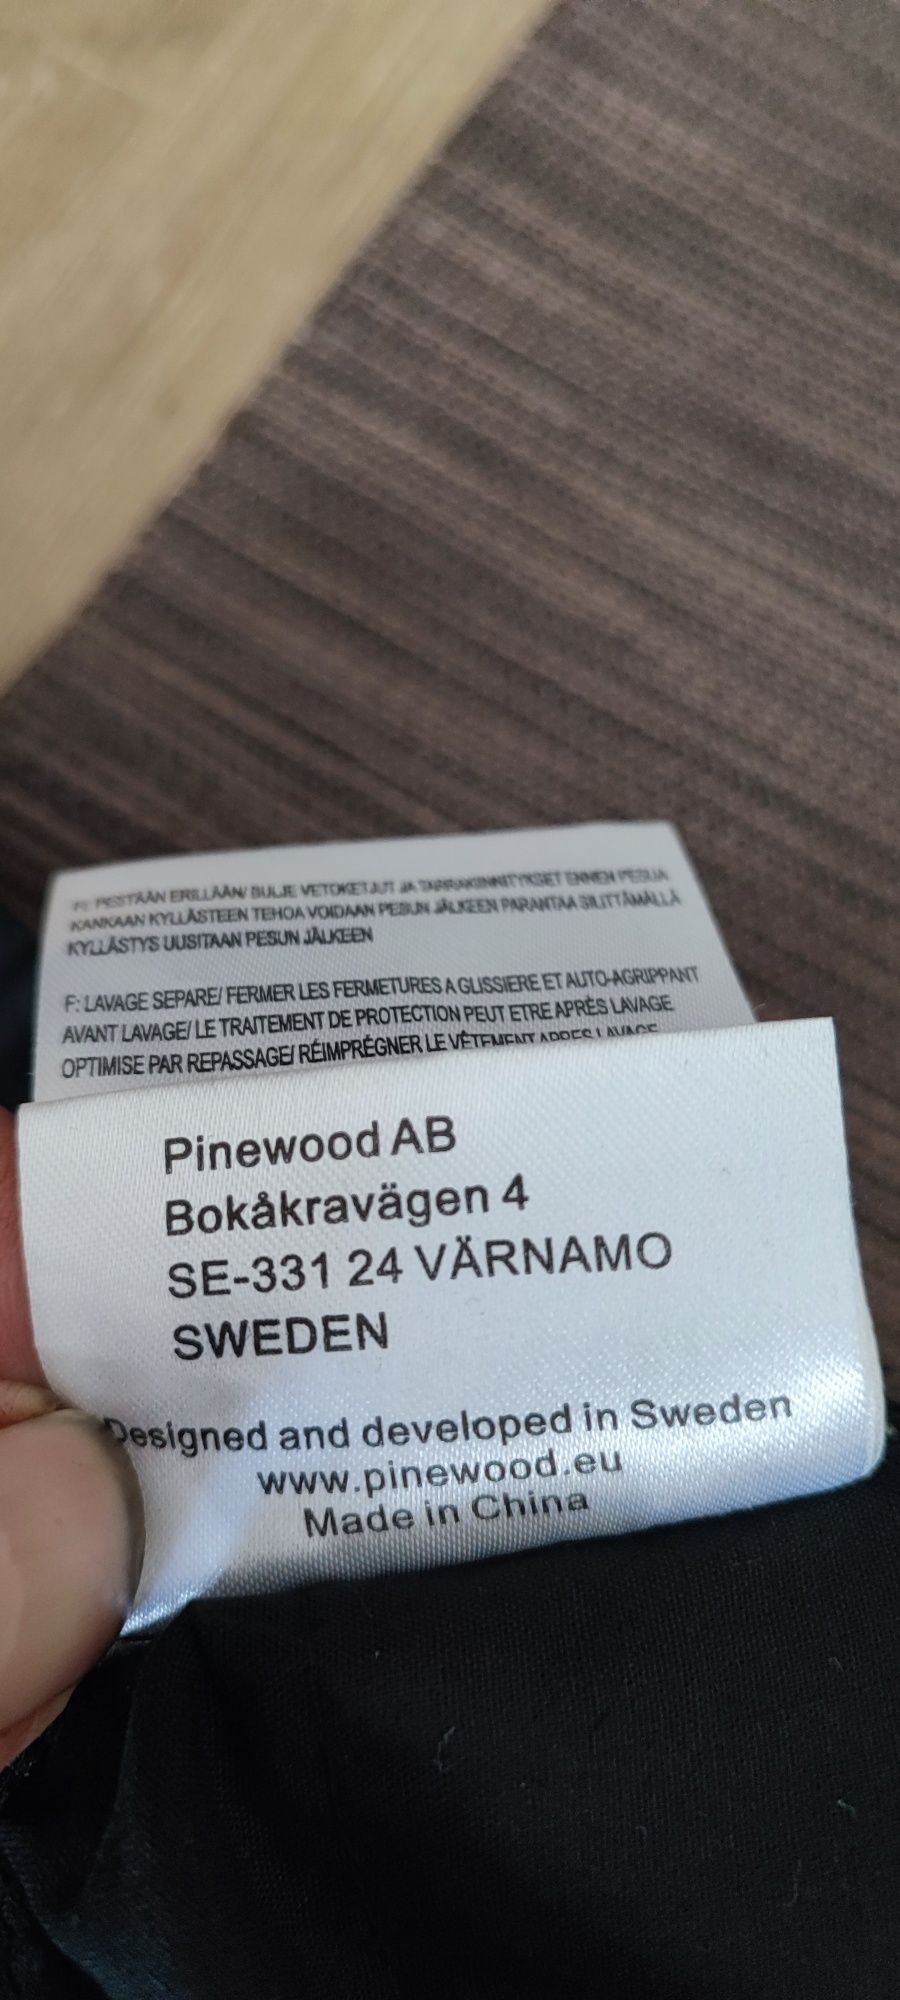 FI: PESTÄÄN ERILLÄÄN/ SULJE VETOKETJUT JA TARRAKIINNITYKSET ENNEN PESUA
KANKAAN KYLLÄSTEEN TEHOA VOIDAAN PESUN JÄLKEEN PARANTAA SILITTÄMÄLLÄ
KYLLÄSTYS UUSITAAN PESUN JÄLKEEN
F: LAVAGE SEPARE/ FERMER LES FERMETURES A GLISSIERE ET AUTO-AGRIPPANT
AVANT LAVAGE/ LE TRAITEMENT DE PROTECTION PEUT ETRE APRÈS LAVAGE
OPTIMISE PAR REPASSAGE/ RÉIMPRÉGNER LE VÊTEMENT APRES LAVAGE
Pinewood AB
Bokåkravägen 4
SE-331 24 VÄRNAMO
SWEDEN
Designed and developed in Sweden
www.pinewood.eu
Made in China